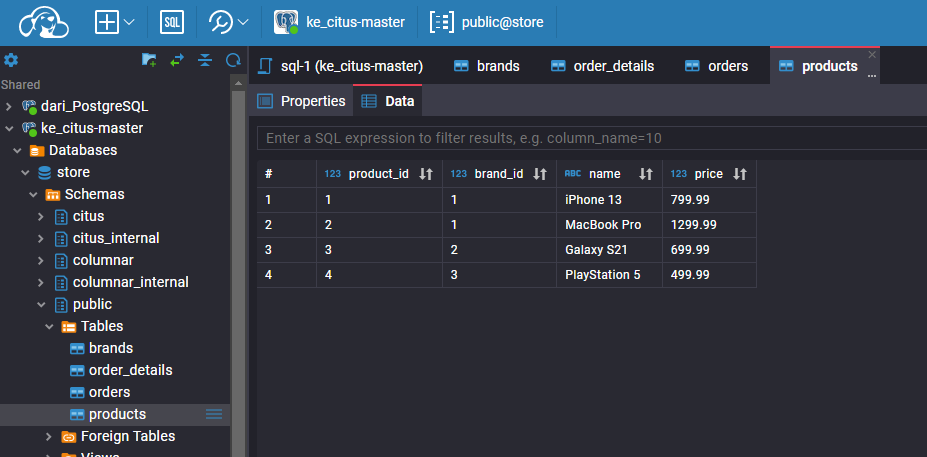 SQL ke_citus-master public@store
Shared
dari_PostgreSQL
ke_citus-master
Databases
store
Schemas
citus
citus_internal
columnar
columnar_internal
public
Tables
brands
order_details
orders
products
Foreign Tables
Views
sql-1 (ke_citus-master) brands order_details orders products
Properties Data
Enter a SQL expression to filter results, e.g. column_name=10
# 123 product_id 123 brand_id ABC name 123 price
1 1 1 iPhone 13 799.99
2 2 1 MacBook Pro 1299.99
3 3 2 Galaxy S21 699.99
4 4 3 PlayStation 5 499.99